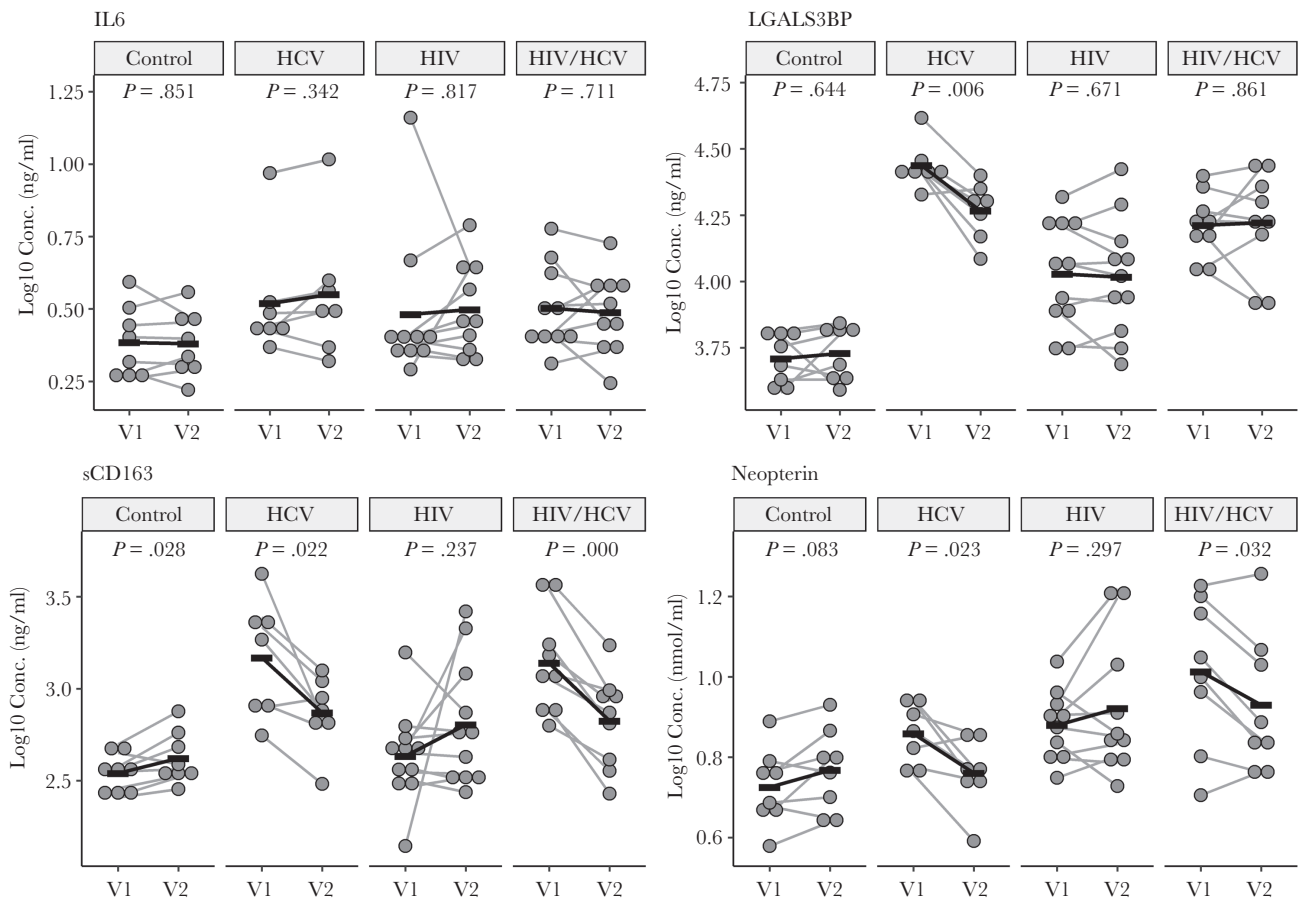 IL6
Control HCV HIV HIV/HCV
P = .851 P = .342 P = .817 P = .711
Log10 Conc. (ng/ml)
1.25
1.00
0.75
0.50
0.25
V1 V2 V1 V2 V1 V2 V1 V2
LGALS3BP
Control HCV HIV HIV/HCV
P = .644 P = .006 P = .671 P = .861
Log10 Conc. (ng/ml)
4.75
4.50
4.25
4.00
3.75
V1 V2 V1 V2 V1 V2 V1 V2
sCD163
Control HCV HIV HIV/HCV
P = .028 P = .022 P = .237 P = .000
Log10 Conc. (ng/ml)
3.5
3.0
2.5
V1 V2 V1 V2 V1 V2 V1 V2
Neopterin
Control HCV HIV HIV/HCV
P = .083 P = .023 P = .297 P = .032
Log10 Conc. (nmol/ml)
1.2
1.0
0.8
0.6
V1 V2 V1 V2 V1 V2 V1 V2